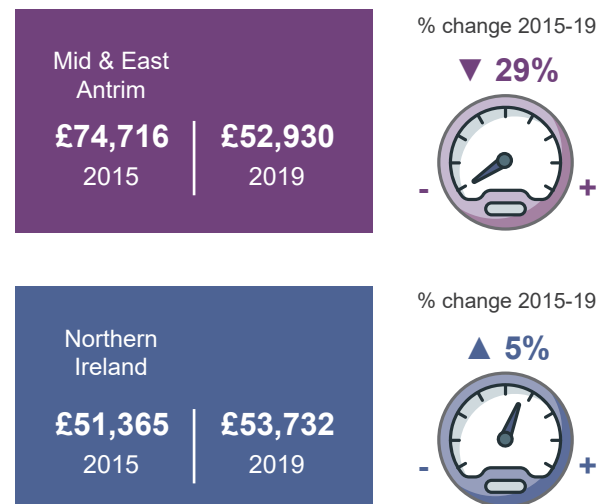 Mid & East
Antrim
£74,716
£52,930
2015
2019
% change 2015-19
▼ 29%
-
+
Northern
Ireland
£51,365
£53,732
2015
2019
% change 2015-19
▲ 5%
-
+